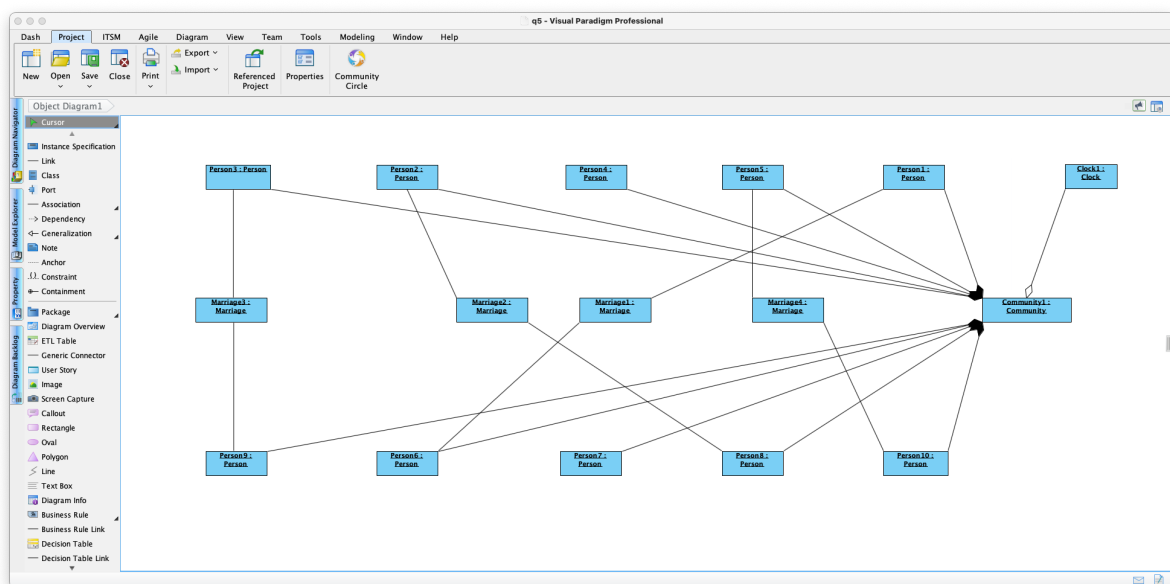 q5 - Visual Paradigm Professional
Dash Project ITSM Agile Diagram View Team Tools Modeling Window Help
New Open Save Close Print Export Import Referenced Project Properties Community Circle
Object Diagram1
Diagram Navigator
Model Explorer
Property
Diagram Backlog
Cursor
Instance Specification
Link
Class
Port
Association
Dependency
Generalization
Note
Anchor
Constraint
Containment
Package
Diagram Overview
ETL Table
Generic Connector
User Story
Image
Screen Capture
Callout
Rectangle
Oval
Polygon
Line
Text Box
Diagram Info
Business Rule
Business Rule Link
Decision Table
Decision Table Link
Person3 : Person
Person2 :
Person
Person4 :
Person
Person5 :
Person
Person1 :
Person
Clock1 :
Clock
Marriage3 :
Marriage
Marriage2 :
Marriage
Marriage1 :
Marriage
Marriage4 :
Marriage
Community1 :
Community
Person9 :
Person
Person6 :
Person
Person7 :
Person
Person8 :
Person
Person10 :
Person